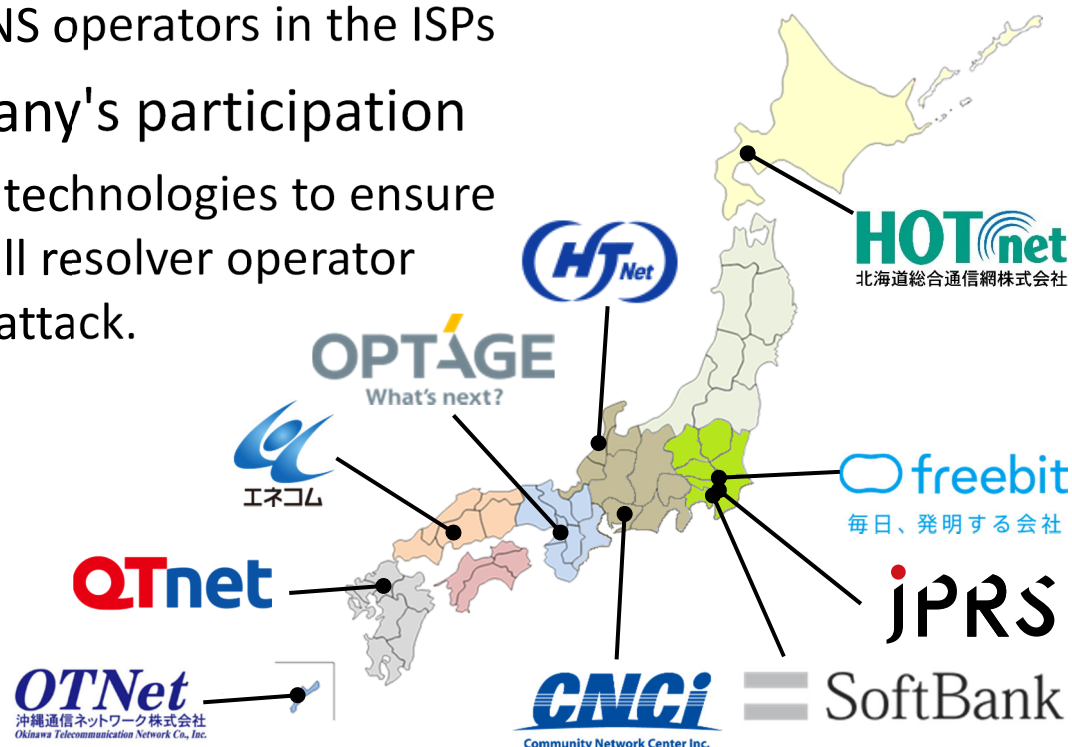 NS operators in the ISPs
any's participation
technologies to ensure
ll resolver operator
attack.
HOTnet
北海道総合通信網株式会社
HTNet
OPTAGE
What's next?
エネコム
freebit
毎日、発明する会社
QTnet
JPRS
OTNet
沖縄通信ネットワーク株式会社
Okinawa Telecommunication Network Co., Inc.
CNCi
Community Network Center Inc.
SoftBank